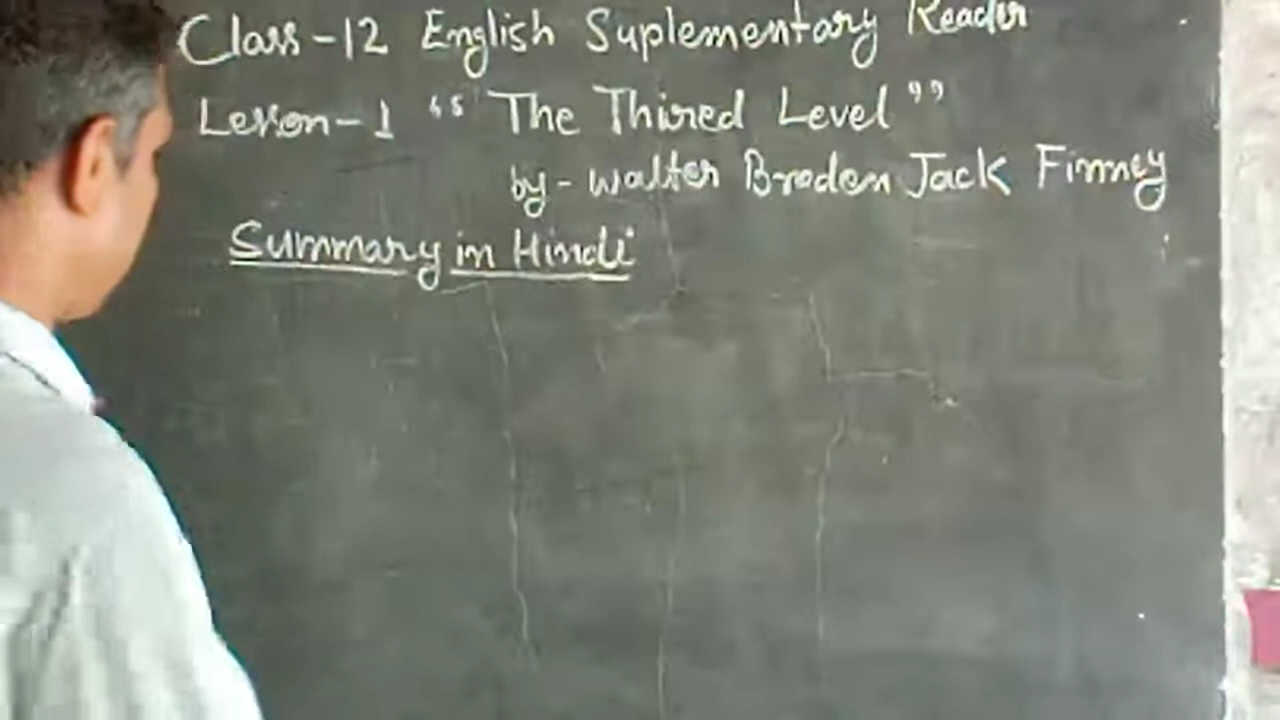 Class-12 English Suplementary Reader
Lesson-1 "The Thired Level"
by- Walter Braden Jack Finney
Summary in Hindi